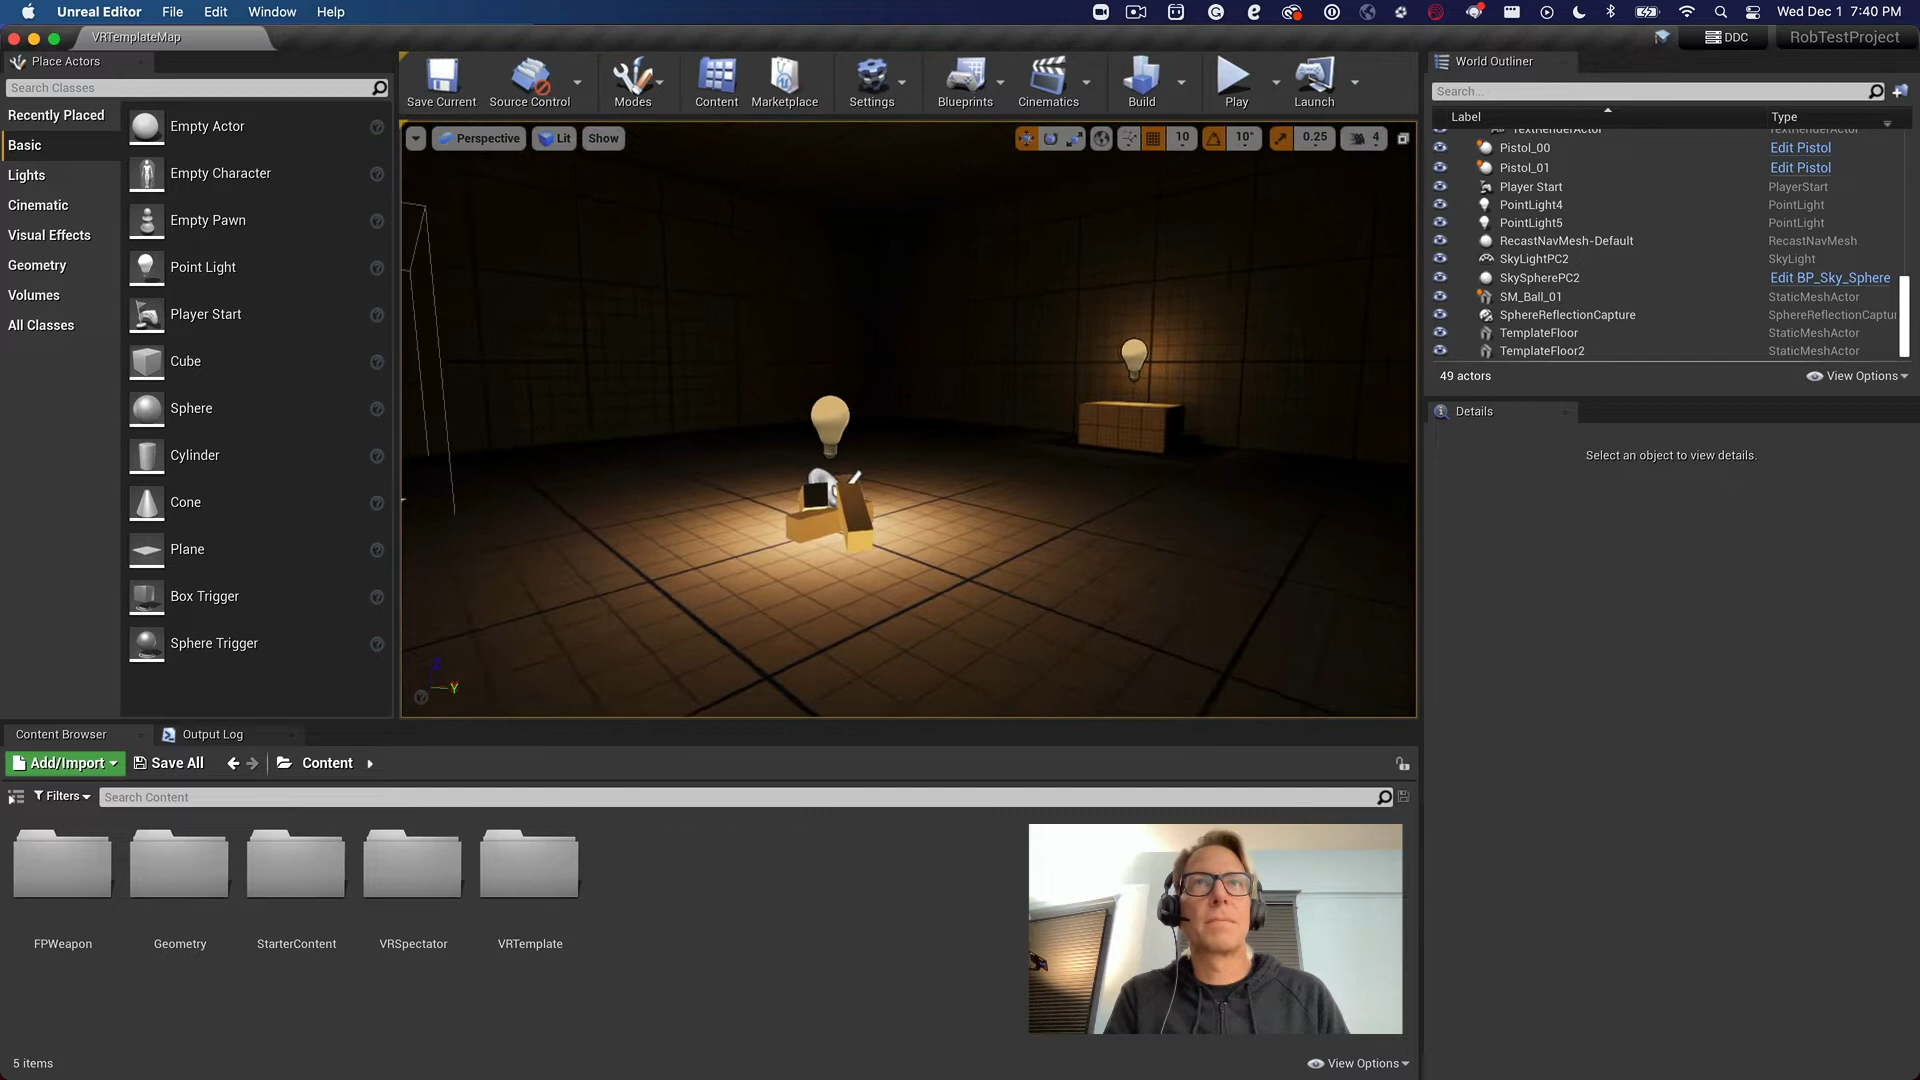 Unreal Editor File Edit Window Help Wed Dec 1 7:40 PM
VRTemplateMap DDC RobTestProject
Place Actors
Search Classes
Recently Placed
Basic
Lights
Cinematic
Visual Effects
Geometry
Volumes
All Classes
Empty Actor
Empty Character
Empty Pawn
Point Light
Player Start
Cube
Sphere
Cylinder
Cone
Plane
Box Trigger
Sphere Trigger
Save Current Source Control Modes Content Marketplace Settings Blueprints Cinematics Build Play Launch
Perspective Lit Show 10 10° 0.25 4
Z
Y
World Outliner
Search...
Label Type
TextRenderActor TextRenderActor
Pistol_00 Edit Pistol
Pistol_01 Edit Pistol
Player Start PlayerStart
PointLight4 PointLight
PointLight5 PointLight
RecastNavMesh-Default RecastNavMesh
SkyLightPC2 SkyLight
SkySpherePC2 Edit BP_Sky_Sphere
SM_Ball_01 StaticMeshActor
SphereReflectionCapture SphereReflectionCaptur
TemplateFloor StaticMeshActor
TemplateFloor2 StaticMeshActor
49 actors View Options
Details
Select an object to view details.
Content Browser Output Log
Add/Import Save All Content
Filters Search Content
FPWeapon Geometry StarterContent VRSpectator VRTemplate
5 items View Options